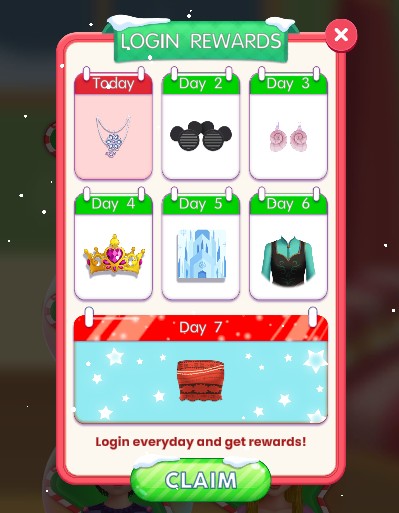 LOGIN REWARDS
Today
Day 2
Day 3
Day 4
Day 5
Day 6
Day 7
Login everyday and get rewards!
CLAIM